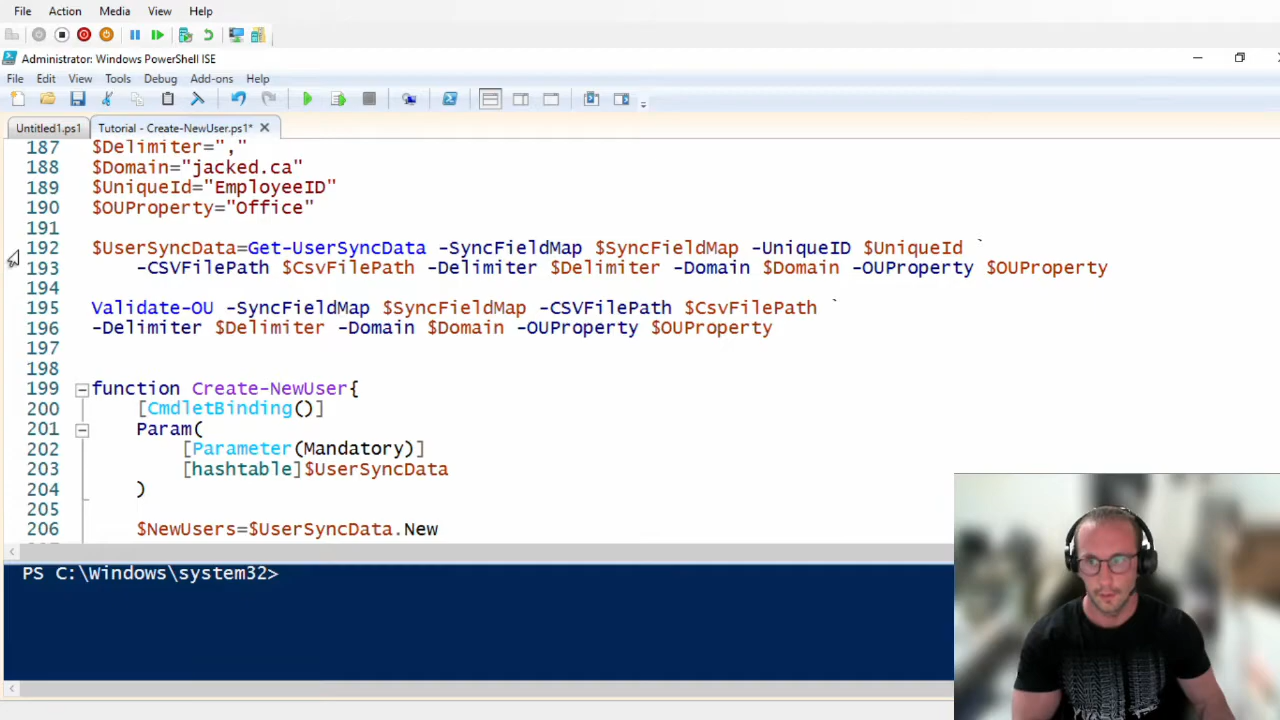 File Action Media View Help
Administrator: Windows PowerShell ISE
File Edit View Tools Debug Add-ons Help
Untitled1.ps1 Tutorial - Create-NewUser.ps1*
187 $Delimiter=","
188 $Domain="jacked.ca"
189 $UniqueId="EmployeeID"
190 $OUProperty="Office"
191
192 $UserSyncData=Get-UserSyncData -SyncFieldMap $SyncFieldMap -UniqueID $UniqueId `
193 -CSVFilePath $CsvFilePath -Delimiter $Delimiter -Domain $Domain -OUProperty $OUProperty
194
195 Validate-OU -SyncFieldMap $SyncFieldMap -CSVFilePath $CsvFilePath `
196 -Delimiter $Delimiter -Domain $Domain -OUProperty $OUProperty
197
198
199 function Create-NewUser{
200 [CmdletBinding()]
201 Param(
202 [Parameter(Mandatory)]
203 [hashtable]$UserSyncData
204 )
205
206 $NewUsers=$UserSyncData.New
PS C:\Windows\system32>